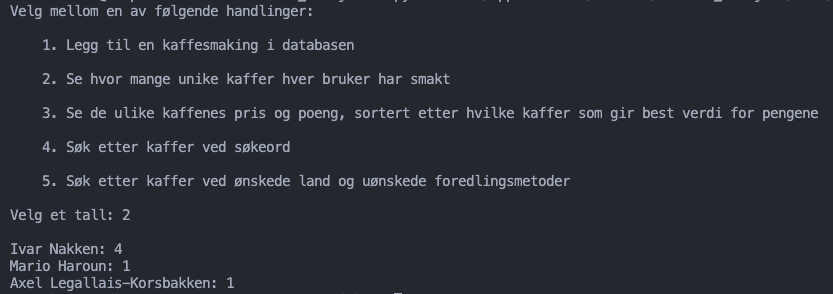 Velg mellom en av følgende handlinger:
1. Legg til en kaffesmaking i databasen
2. Se hvor mange unike kaffer hver bruker har smakt
3. Se de ulike kaffenes pris og poeng, sortert etter hvilke kaffer som gir best verdi for pengene
4. Søk etter kaffer ved søkeord
5. Søk etter kaffer ved ønskede land og uønskede foredlingsmetoder
Velg et tall: 2
Ivar Nakken: 4
Mario Haroun: 1
Axel Legallais-Korsbakken: 1